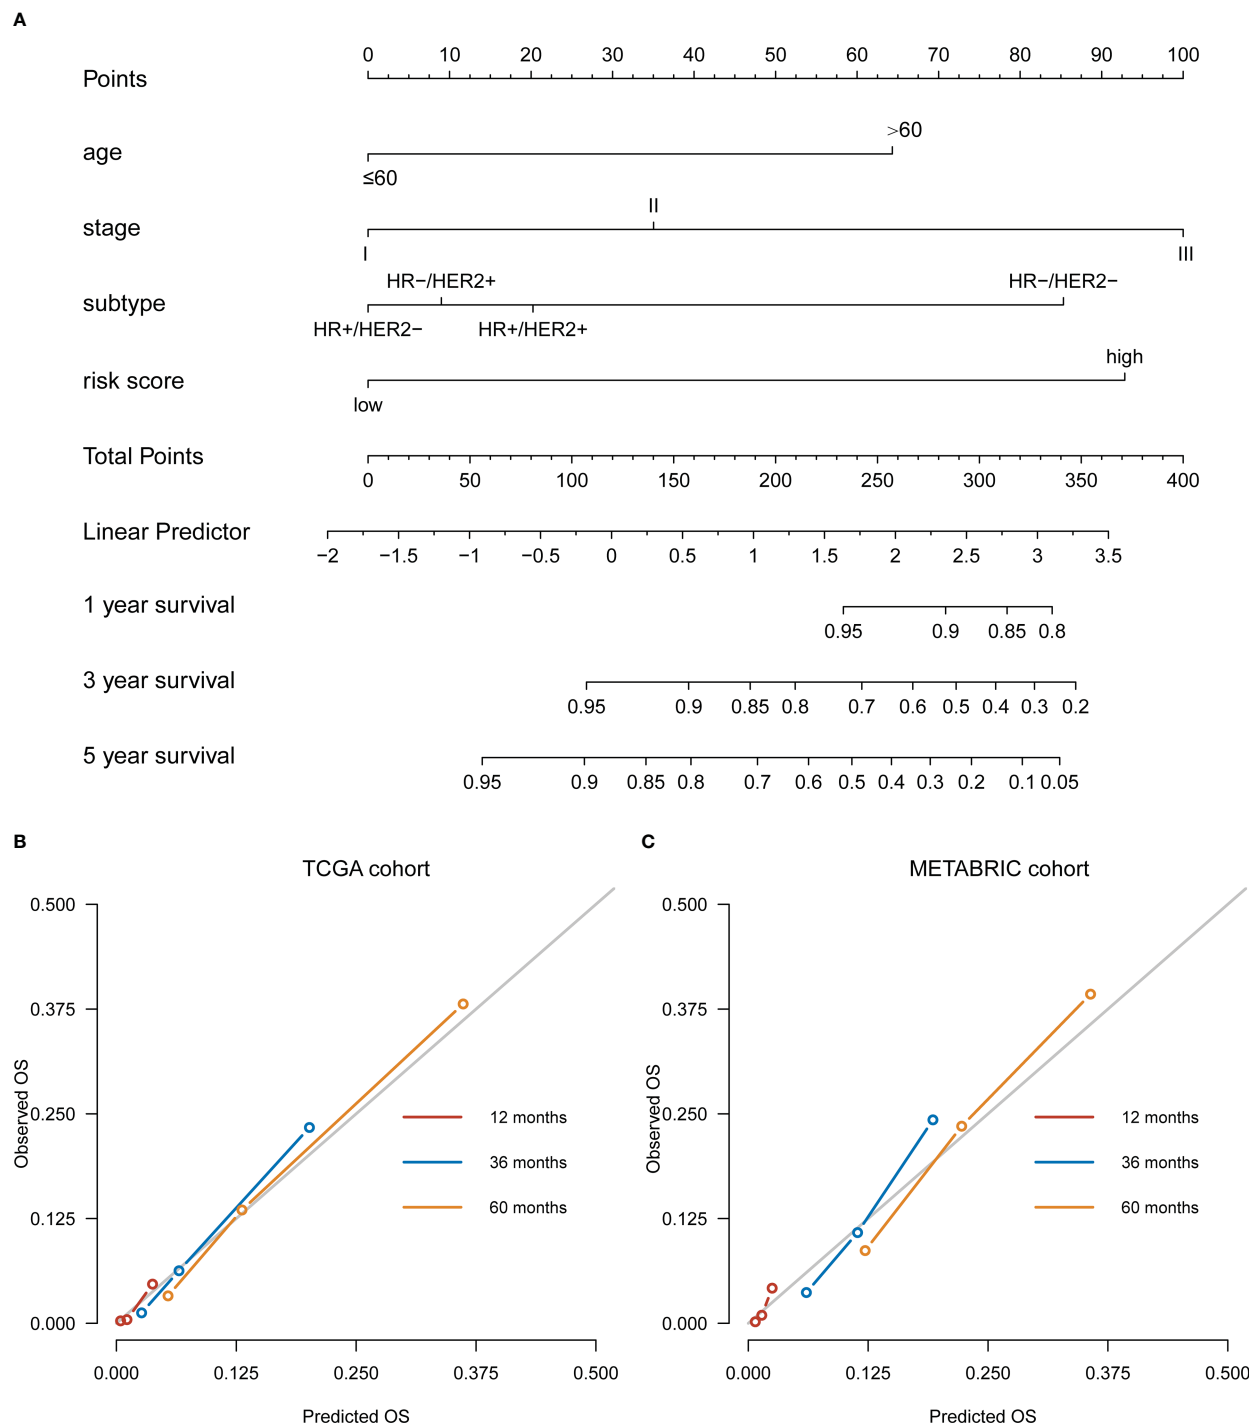 A
0 10 20 30 40 50 60 70 80 90 100
Points
>60
age
≤60
II
stage
I III
HR−/HER2+ HR−/HER2−
subtype
HR+/HER2− HR+/HER2+
high
risk score
low
Total Points
0 50 100 150 200 250 300 350 400
Linear Predictor
−2 −1.5 −1 −0.5 0 0.5 1 1.5 2 2.5 3 3.5
1 year survival
0.95 0.9 0.85 0.8
3 year survival
0.95 0.9 0.85 0.8 0.7 0.6 0.5 0.4 0.3 0.2
5 year survival
0.95 0.9 0.85 0.8 0.7 0.6 0.5 0.4 0.3 0.2 0.1 0.05
B
TCGA cohort
0.500
0.375
0.250
0.125
0.000
Observed OS
12 months
36 months
60 months
0.000 0.125 0.250 0.375 0.500
Predicted OS
C
METABRIC cohort
0.500
0.375
0.250
0.125
0.000
Observed OS
12 months
36 months
60 months
0.000 0.125 0.250 0.375 0.500
Predicted OS